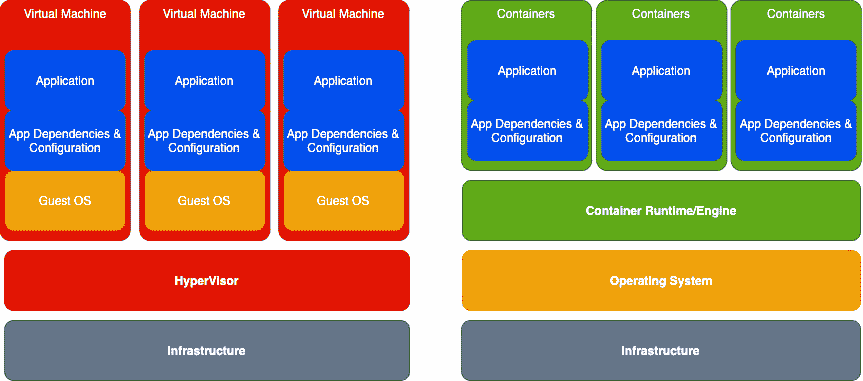 Virtual Machine
Virtual Machine
Virtual Machine
Application
Application
Application
App Dependencies &
Configuration
App Dependencies &
Configuration
App Dependencies &
Configuration
Guest OS
Guest OS
Guest OS
HyperVisor
Infrastructure
Containers
Containers
Containers
Application
Application
Application
App Dependencies &
Configuration
App Dependencies &
Configuration
App Dependencies &
Configuration
Container Runtime/Engine
Operating System
Infrastructure